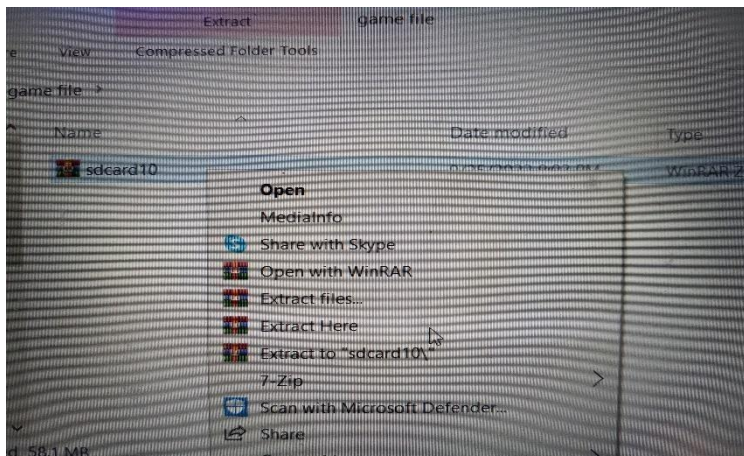 Extract game file
View Compressed Folder Tools
game file >
Name Date modified Type
sdcard10 WinRAR Z
Open
MediaInfo
Share with Skype
Open with WinRAR
Extract files...
Extract Here
Extract to "sdcard10\"
7-Zip >
Scan with Microsoft Defender...
Share
58.1 MB